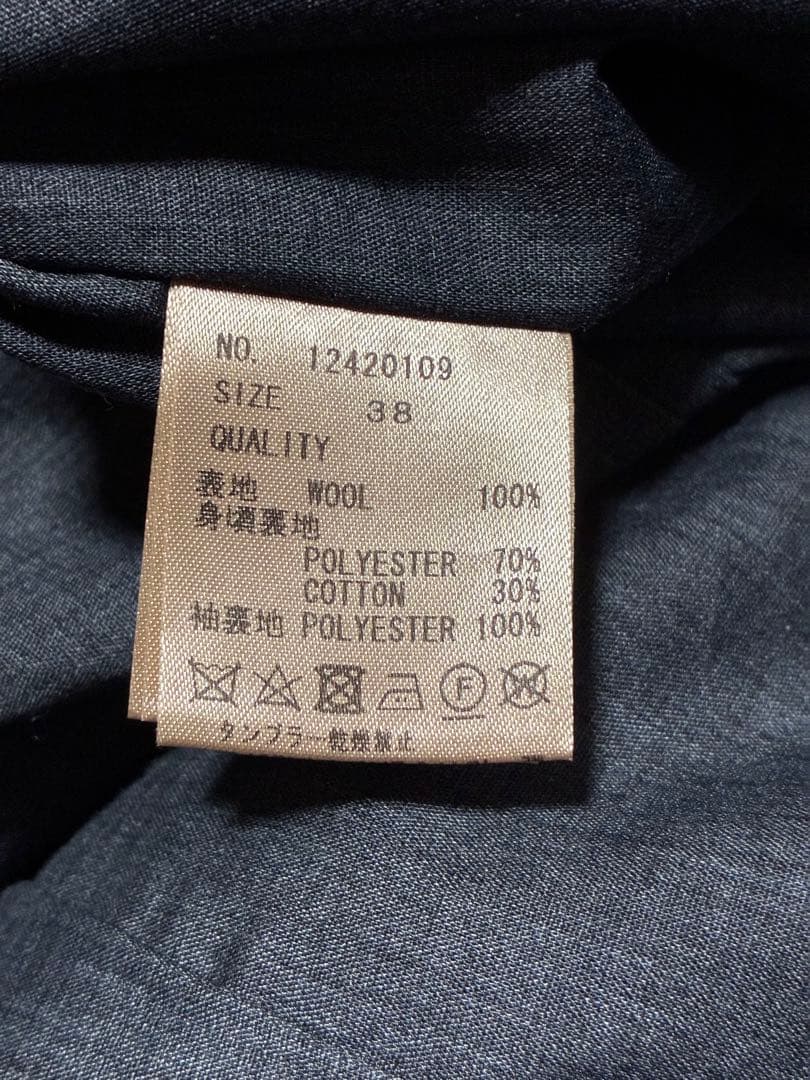 NO. 12420109
SIZE 38
QUALITY
表地 WOOL 100%
身頃裏地
POLYESTER 70%
COTTON 30%
袖裏地 POLYESTER 100%
F
タンブラー乾燥禁止